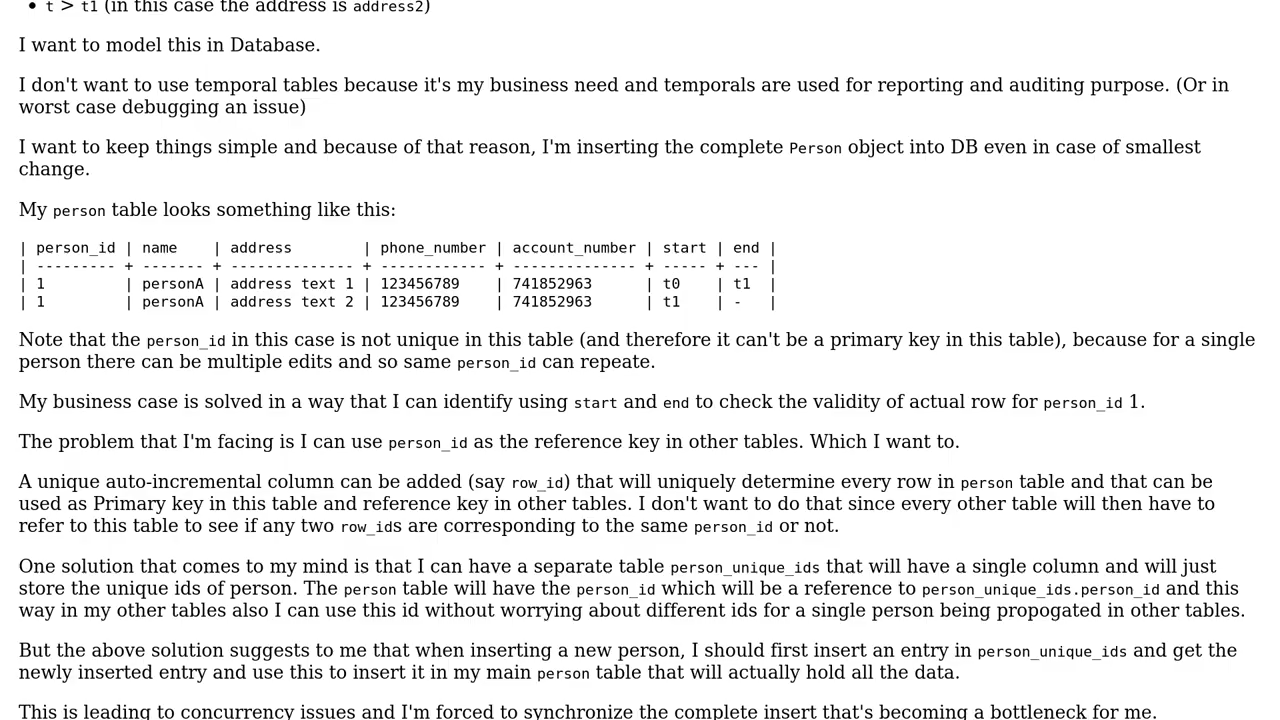 • t > t1 (in this case the address is address2)
I want to model this in Database.
I don't want to use temporal tables because it's my business need and temporals are used for reporting and auditing purpose. (Or in
worst case debugging an issue)
I want to keep things simple and because of that reason, I'm inserting the complete Person object into DB even in case of smallest
change.
My person table looks something like this:
| person_id | name    | address        | phone_number | account_number | start | end |
| --------- + ------- + -------------- + ------------ + -------------- + ----- + --- |
| 1         | personA | address text 1 | 123456789    | 741852963      | t0    | t1  |
| 1         | personA | address text 2 | 123456789    | 741852963      | t1    | -   |
Note that the person_id in this case is not unique in this table (and therefore it can't be a primary key in this table), because for a single
person there can be multiple edits and so same person_id can repeate.
My business case is solved in a way that I can identify using start and end to check the validity of actual row for person_id 1.
The problem that I'm facing is I can use person_id as the reference key in other tables. Which I want to.
A unique auto-incremental column can be added (say row_id) that will uniquely determine every row in person table and that can be
used as Primary key in this table and reference key in other tables. I don't want to do that since every other table will then have to
refer to this table to see if any two row_ids are corresponding to the same person_id or not.
One solution that comes to my mind is that I can have a separate table person_unique_ids that will have a single column and will just
store the unique ids of person. The person table will have the person_id which will be a reference to person_unique_ids.person_id and this
way in my other tables also I can use this id without worrying about different ids for a single person being propogated in other tables.
But the above solution suggests to me that when inserting a new person, I should first insert an entry in person_unique_ids and get the
newly inserted entry and use this to insert it in my main person table that will actually hold all the data.
This is leading to concurrency issues and I'm forced to synchronize the complete insert that's becoming a bottleneck for me.